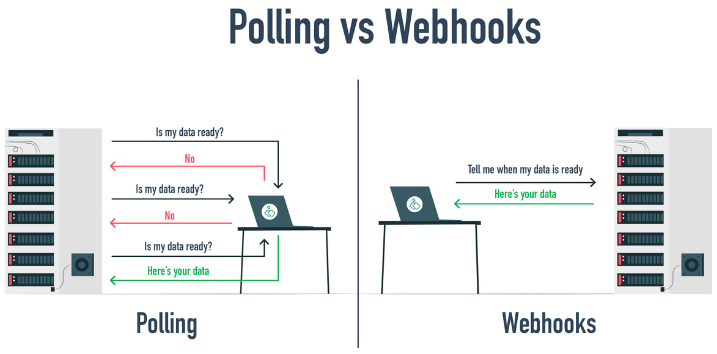 Polling vs Webhooks
Is my data ready?
No
Is my data ready?
No
Is my data ready?
Here's your data
Polling
Tell me when my data is ready
Here's your data
Webhooks